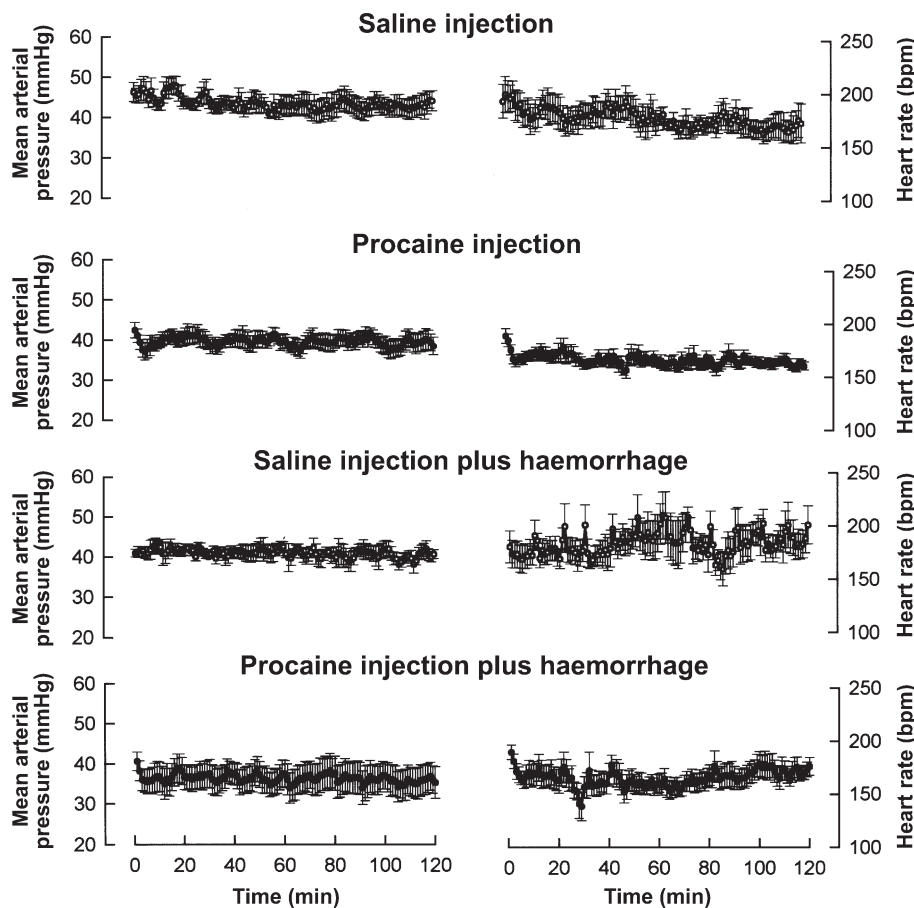 Saline injection
Mean arterial
pressure (mmHg)
60
50
40
30
20
250
200
150
100
Heart rate (bpm)
Procaine injection
Mean arterial
pressure (mmHg)
60
50
40
30
20
250
200
150
100
Heart rate (bpm)
Saline injection plus haemorrhage
Mean arterial
pressure (mmHg)
60
50
40
30
20
250
200
150
100
Heart rate (bpm)
Procaine injection plus haemorrhage
Mean arterial
pressure (mmHg)
60
50
40
30
20
250
200
150
100
Heart rate (bpm)
0 20 40 60 80 100 120
0 20 40 60 80 100 120
Time (min)
Time (min)